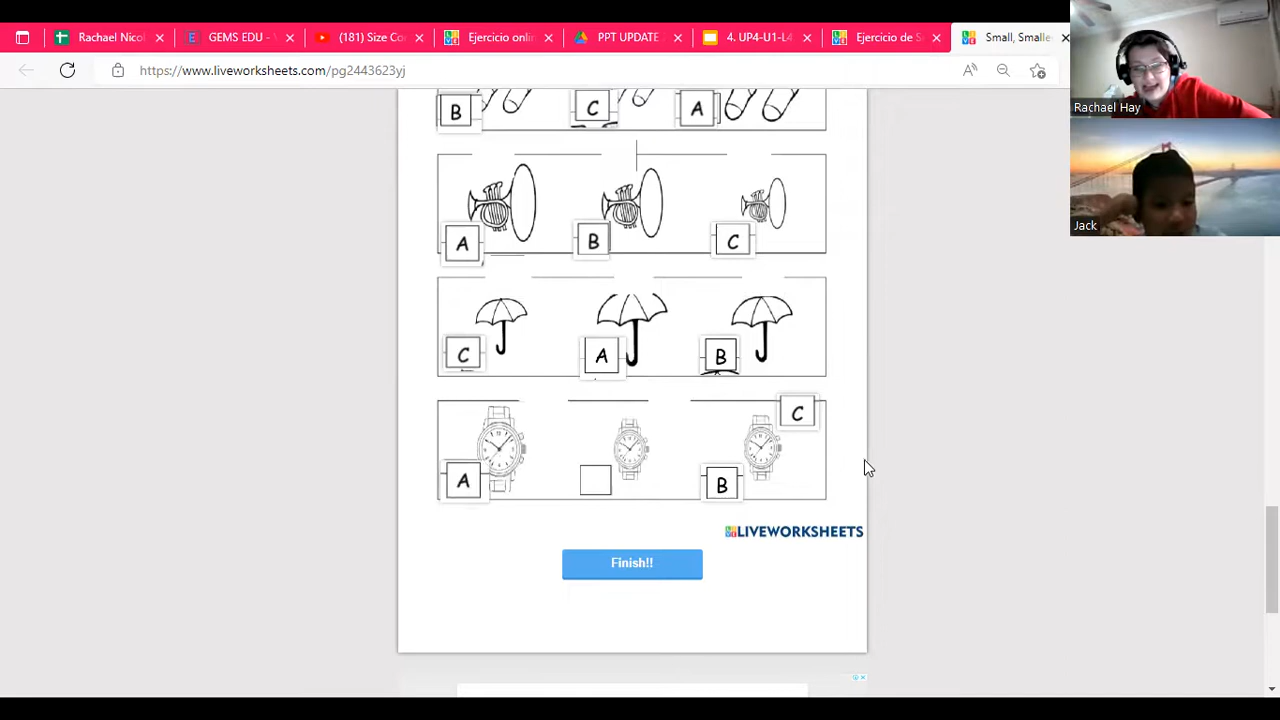 Rachael Nicol
GEMS EDU -
(181) Size Co
Ejercicio onlin
PPT UPDATE
4. UP4-U1-L4
Ejercicio de S
Small, Smalle
https://www.liveworksheets.com/pg2443623yj
Rachael Hay
Jack
B C A
A B C
C A B
C
A B
LIVEWORKSHEETS
Finish!!